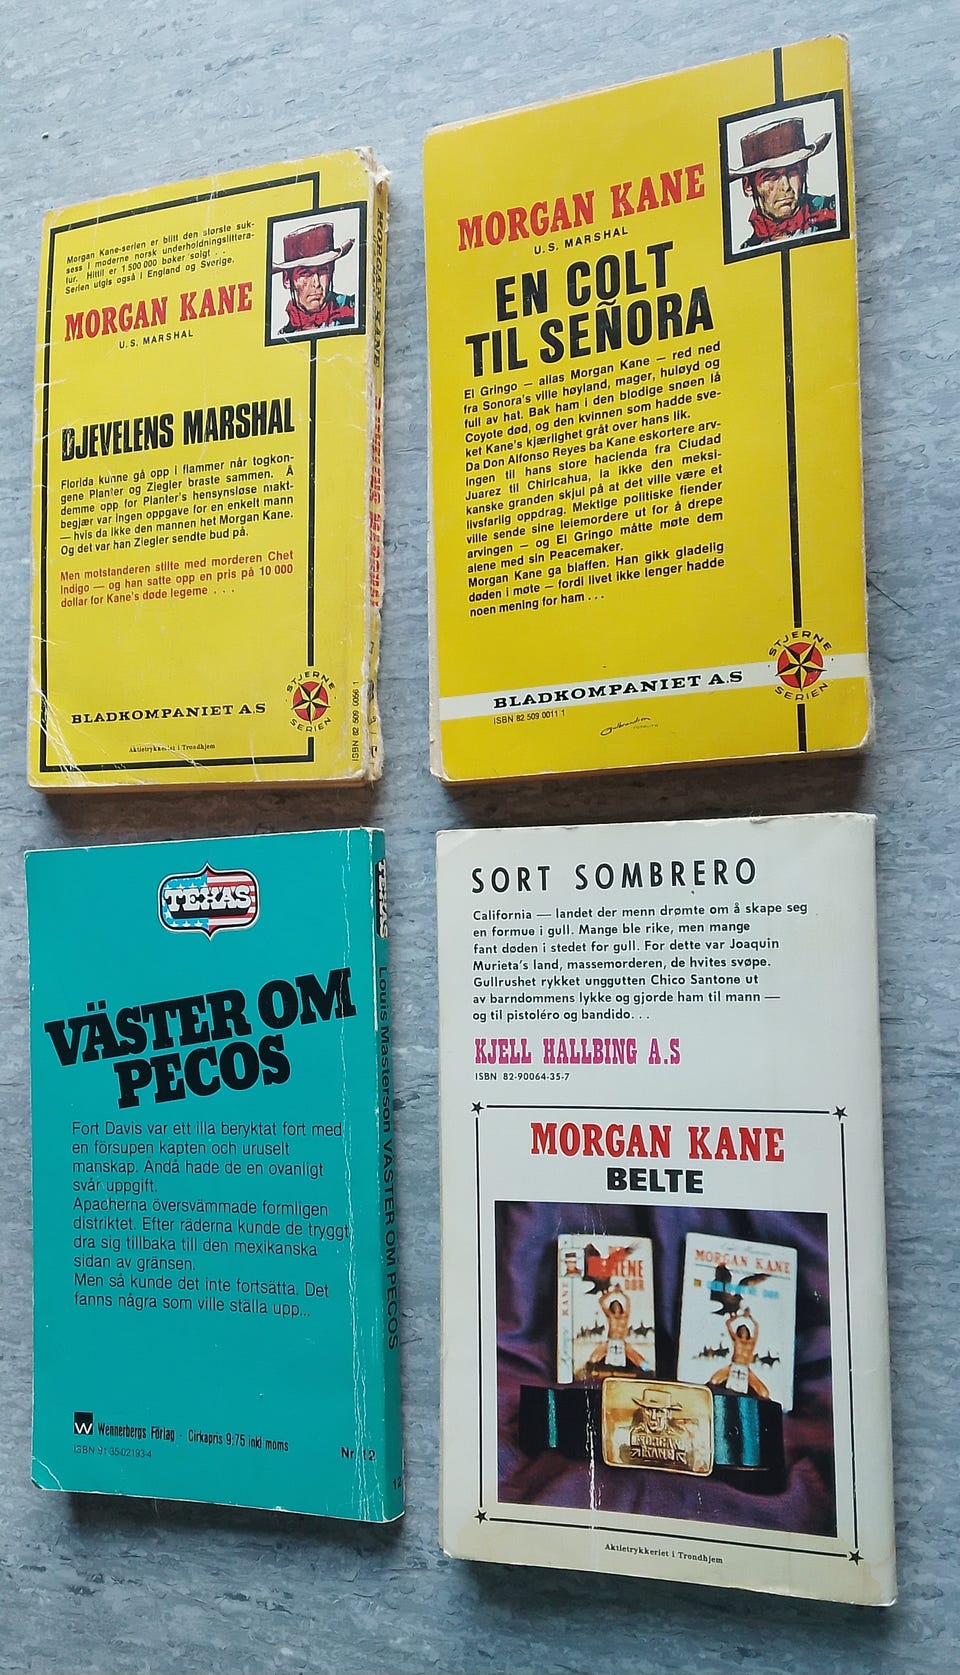 Morgan Kane-serien er blitt den største suk-
sess i moderne norsk underholdningslittera-
tur. Hittil er 1 500 000 bøker solgt . . .
Serien utgis også i England og Sverige.
MORGAN KANE
U.S. MARSHAL
DJEVELENS MARSHAL
Florida kunne gå opp i flammer når togkon-
gene Planter og Ziegler braste sammen. Å
demme opp for Planter's hensynsløse makt-
begjær var ingen oppgave for en enkelt mann
— hvis da ikke den mannen het Morgan Kane.
Og det var han Ziegler sendte bud på.
Men motstanderen stilte med morderen Chet
Indigo — og han satte opp en pris på 10 000
dollar for Kane's døde legeme . . .
BLADKOMPANIET A.S
STJERNE
SERIEN
Aktietrykkeriet i Trondhjem
ISBN 82 509 0056 1
MORGAN KANE
DJEVELENS MARSHAL
MORGAN KANE
U.S. MARSHAL
EN COLT
TIL SEÑORA
El Gringo — alias Morgan Kane — red ned
fra Sonora's ville høyland, mager, huløyd og
full av hat. Bak ham i den blodige snøen lå
Coyote død, og den kvinnen som hadde sve-
ket Kane's kjærlighet gråt over hans lik.
Da Don Alfonso Reyes ba Kane eskortere arv-
ingen til hans store hacienda fra Ciudad
Juarez til Chiricahua, la ikke den meksi-
kanske granden skjul på at det ville være et
livsfarlig oppdrag. Mektige politiske fiender
ville sende sine leiemordere ut for å drepe
arvingen — og El Gringo måtte møte dem
alene med sin Peacemaker.
Morgan Kane ga blaffen. Han gikk gladelig
døden i møte — fordi livet ikke lenger hadde
noen mening for ham . . .
BLADKOMPANIET A.S
STJERNE
SERIEN
ISBN 82 509 0011 1
TEXAS
VÄSTER OM
PECOS
Fort Davis var ett illa beryktat fort med
en försupen kapten och uruselt
manskap. Andå hade de en ovanligt
svår uppgift.
Apacherna översvämmade formligen
distriktet. Efter räderna kunde de tryggt
dra sig tillbaka till den mexikanska
sidan av gränsen.
Men så kunde det inte fortsätta. Det
fanns några som ville ställa upp...
W Wennerbergs Förlag · Cirkapris 9:75 inkl moms
ISBN 91-35-02193-4
Nr 12
TEXAS
Louis Masterson VÄSTER OM PECOS
12
SORT SOMBRERO
California — landet der menn drømte om å skape seg
en formue i gull. Mange ble rike, men mange
fant døden i stedet for gull. For dette var Joaquin
Murieta's land, massemorderen, de hvites svøpe.
Gullrushet rykket unggutten Chico Santone ut
av barndommens lykke og gjorde ham til mann —
og til pistoléro og bandido. . .
KJELL HALLBING A.S
ISBN 82-90064-35-7
MORGAN KANE
BELTE
MORGAN KANE
KANE
MORGAN
KANE
Aktietrykkeriet i Trondhjem